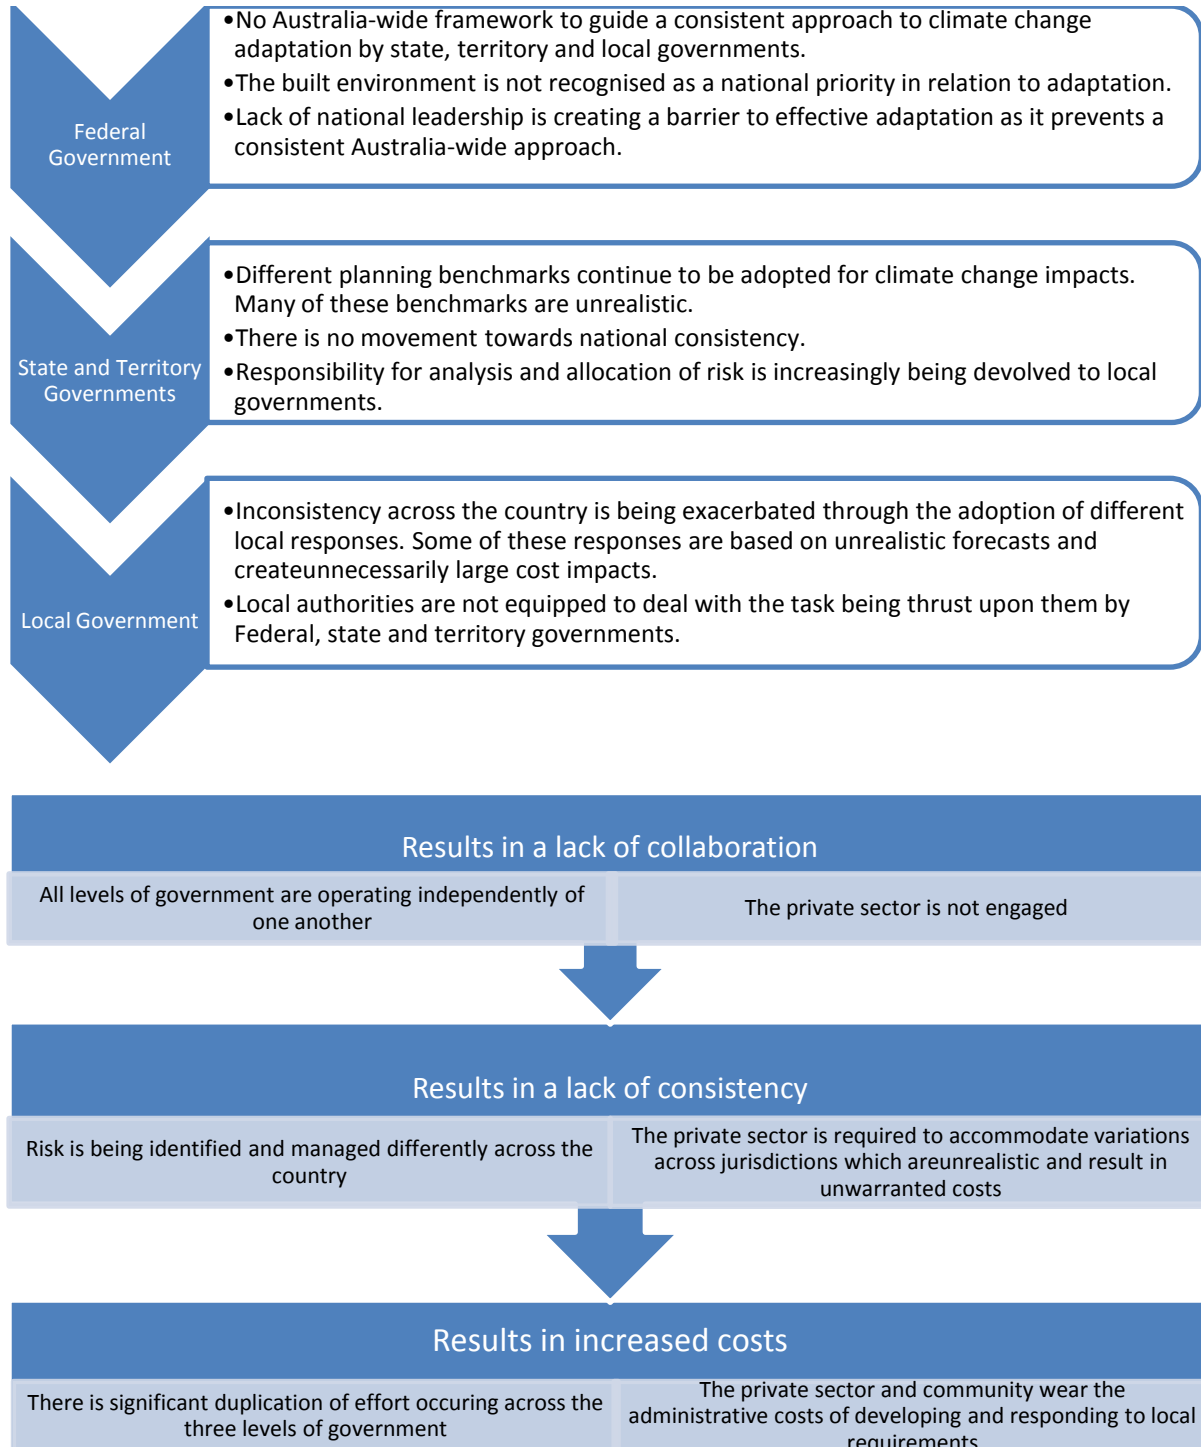 •No Australia-wide framework to guide a consistent approach to climate change
adaptation by state, territory and local governments.
•The built environment is not recognised as a national priority in relation to adaptation.
•Lack of national leadership is creating a barrier to effective adaptation as it prevents a
consistent Australia-wide approach.
Federal
Government
•Different planning benchmarks continue to be adopted for climate change impacts.
Many of these benchmarks are unrealistic.
•There is no movement towards national consistency.
•Responsibility for analysis and allocation of risk is increasingly being devolved to local
governments.
State and Territory
Governments
•Inconsistency across the country is being exacerbated through the adoption of different
local responses. Some of these responses are based on unrealistic forecasts and
createunnecessarily large cost impacts.
•Local authorities are not equipped to deal with the task being thrust upon them by
Federal, state and territory governments.
Local Government
Results in a lack of collaboration
All levels of government are operating independently of
one another
The private sector is not engaged
Results in a lack of consistency
Risk is being identified and managed differently across the
country
The private sector is required to accommodate variations
across jurisdictions which areunrealistic and result in
unwarranted costs
Results in increased costs
There is significant duplication of effort occuring across the
three levels of government
The private sector and community wear the
administrative costs of developing and responding to local
requirements